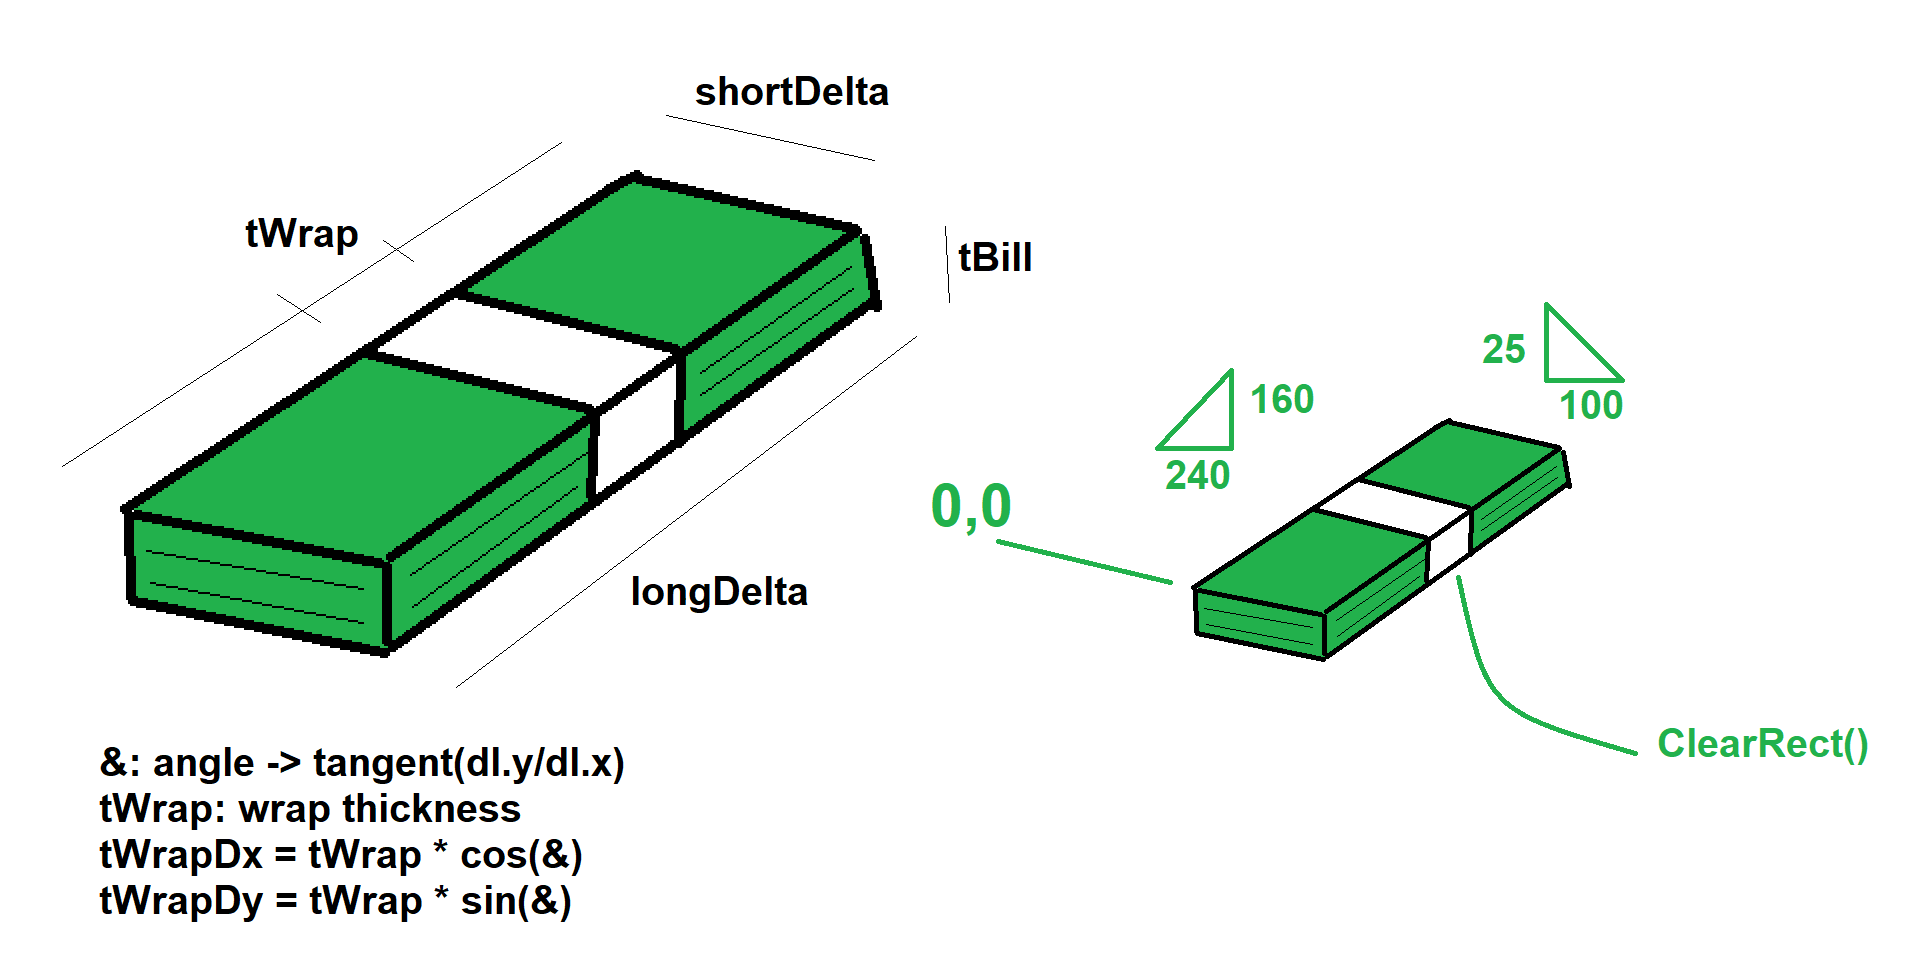 shortDelta
tWrap
tBill
longDelta
&: angle -> tangent(dl.y/dl.x)
tWrap: wrap thickness
tWrapDx = tWrap * cos(&)
tWrapDy = tWrap * sin(&)
25
100
160
240
0,0
ClearRect()